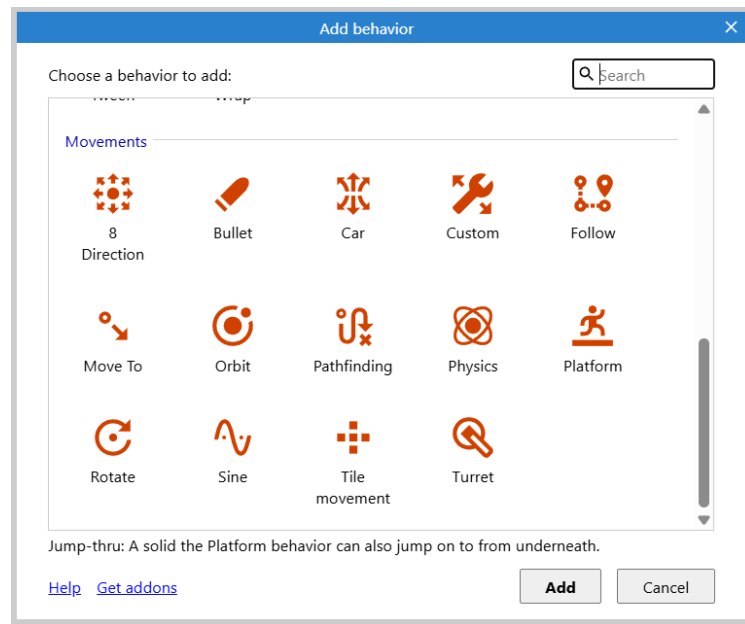 Add behavior
Choose a behavior to add:
Search
Tween Wrap
Movements
8 Direction
Bullet
Car
Custom
Follow
Move To
Orbit
Pathfinding
Physics
Platform
Rotate
Sine
Tile movement
Turret
Jump-thru: A solid the Platform behavior can also jump on to from underneath.
Help Get addons
Add Cancel